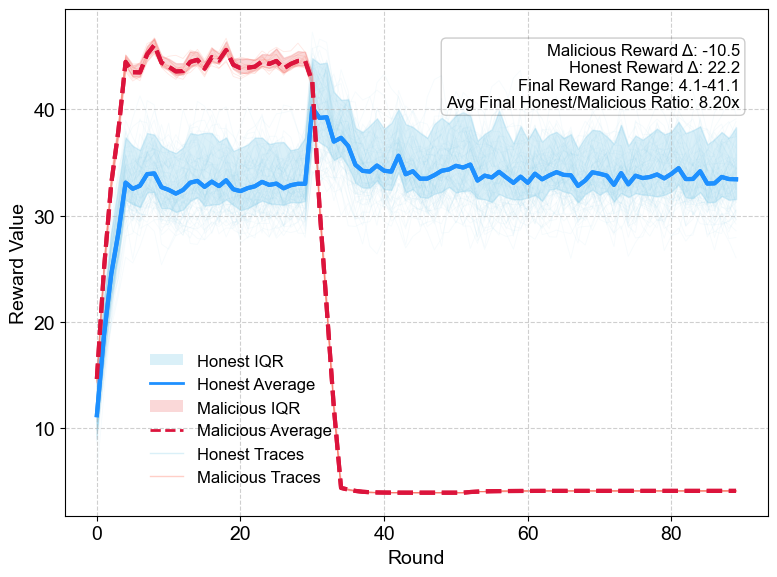 Malicious Reward Δ: -10.5
Honest Reward Δ: 22.2
Final Reward Range: 4.1-41.1
Avg Final Honest/Malicious Ratio: 8.20x
40
30
20
10
Reward Value
Honest IQR
Honest Average
Malicious IQR
Malicious Average
Honest Traces
Malicious Traces
0 20 40 60 80
Round